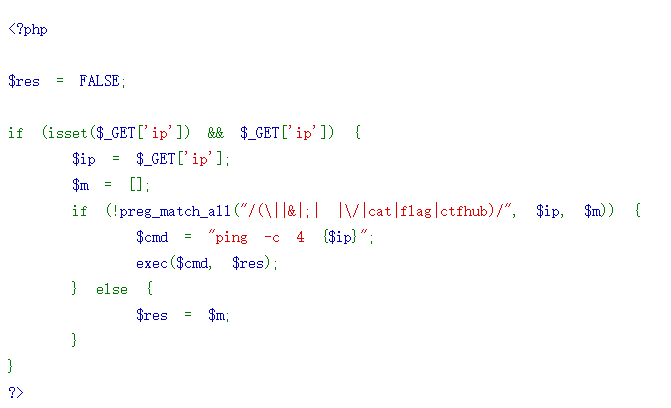 <?php
$res = FALSE;
if (isset($_GET['ip']) && $_GET['ip']) {
$ip = $_GET['ip'];
$m = [];
if (!preg_match_all("/(\||&|;| |\/|cat|flag|ctfhub)/", $ip, $m)) {
$cmd = "ping -c 4 {$ip}";
exec($cmd, $res);
} else {
$res = $m;
}
}
?>